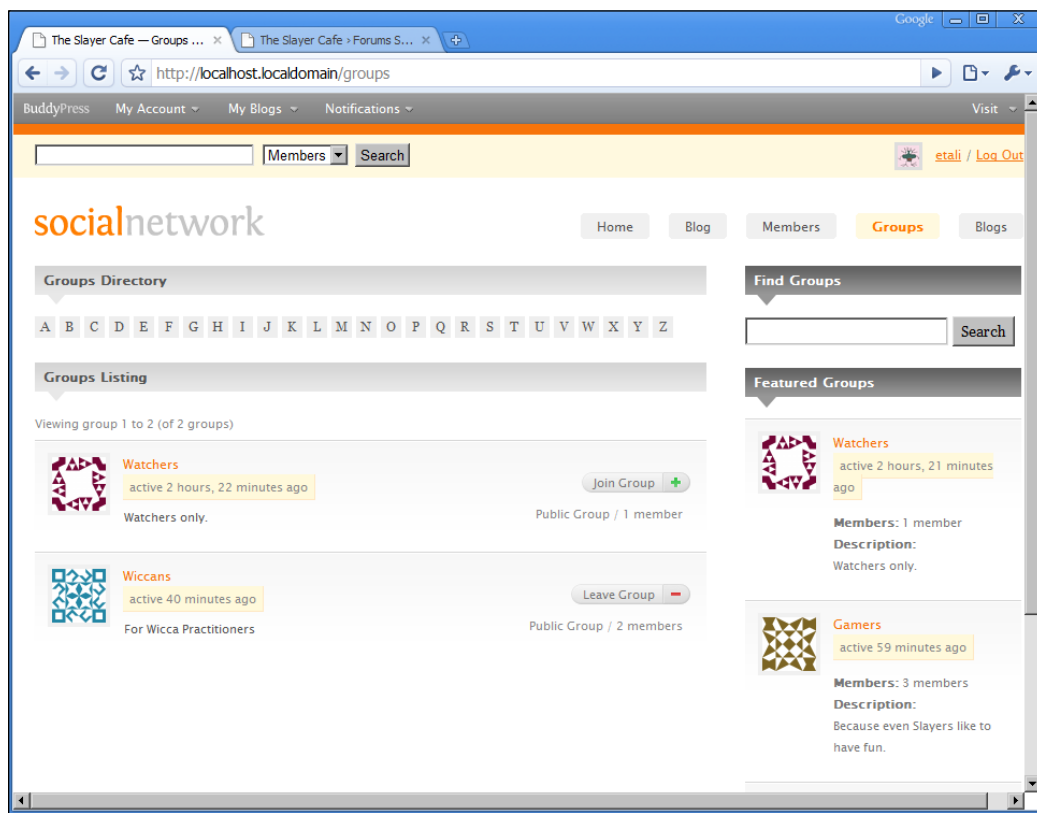 Google
The Slayer Cafe — Groups ...
The Slayer Cafe › Forums S...
http://localhost.localdomain/groups
BuddyPress My Account My Blogs Notifications Visit
Members Search etali / Log Out
socialnetwork
Home Blog Members Groups Blogs
Groups Directory
A B C D E F G H I J K L M N O P Q R S T U V W X Y Z
Groups Listing
Viewing group 1 to 2 (of 2 groups)
Watchers
active 2 hours, 22 minutes ago
Join Group
Watchers only.
Public Group / 1 member
Wiccans
active 40 minutes ago
Leave Group
For Wicca Practitioners
Public Group / 2 members
Find Groups
Search
Featured Groups
Watchers
active 2 hours, 21 minutes
ago
Members: 1 member
Description:
Watchers only.
Gamers
active 59 minutes ago
Members: 3 members
Description:
Because even Slayers like to
have fun.